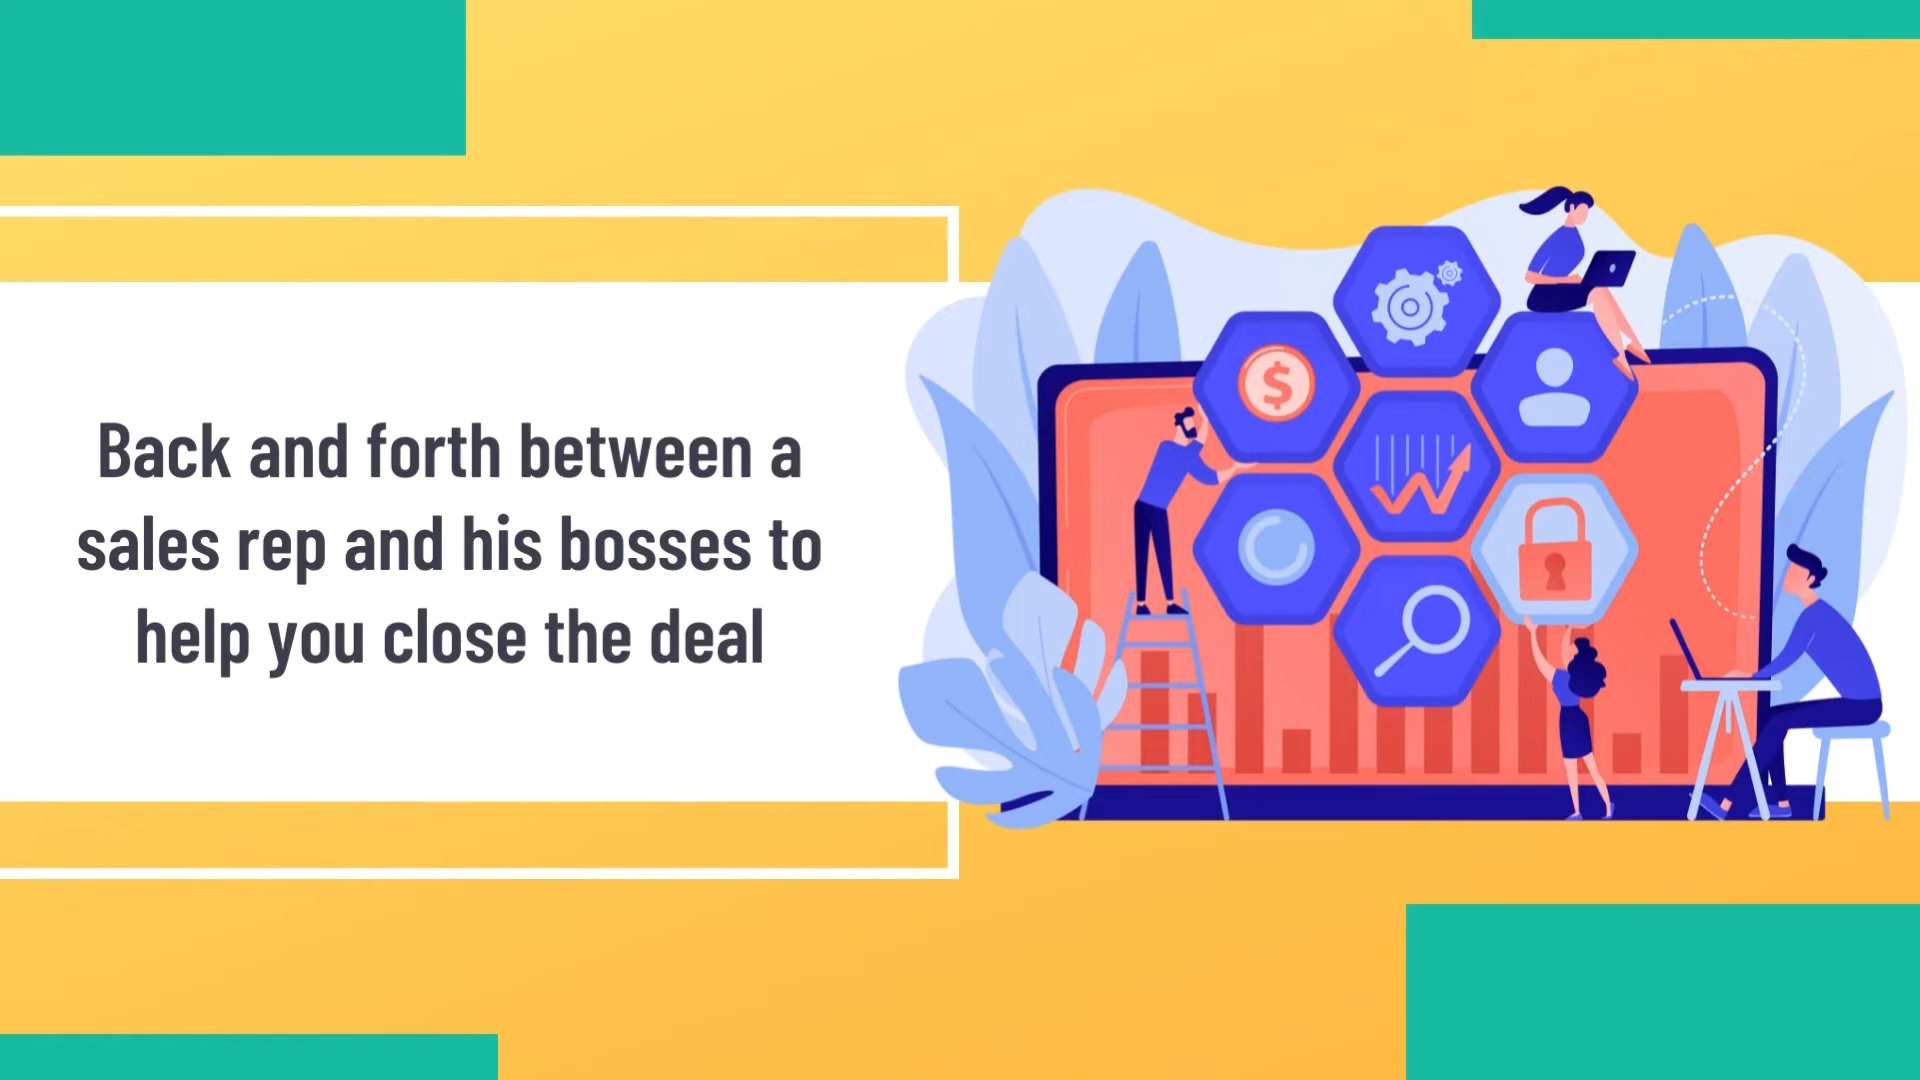 Back and forth between a
sales rep and his bosses to
help you close the deal
$